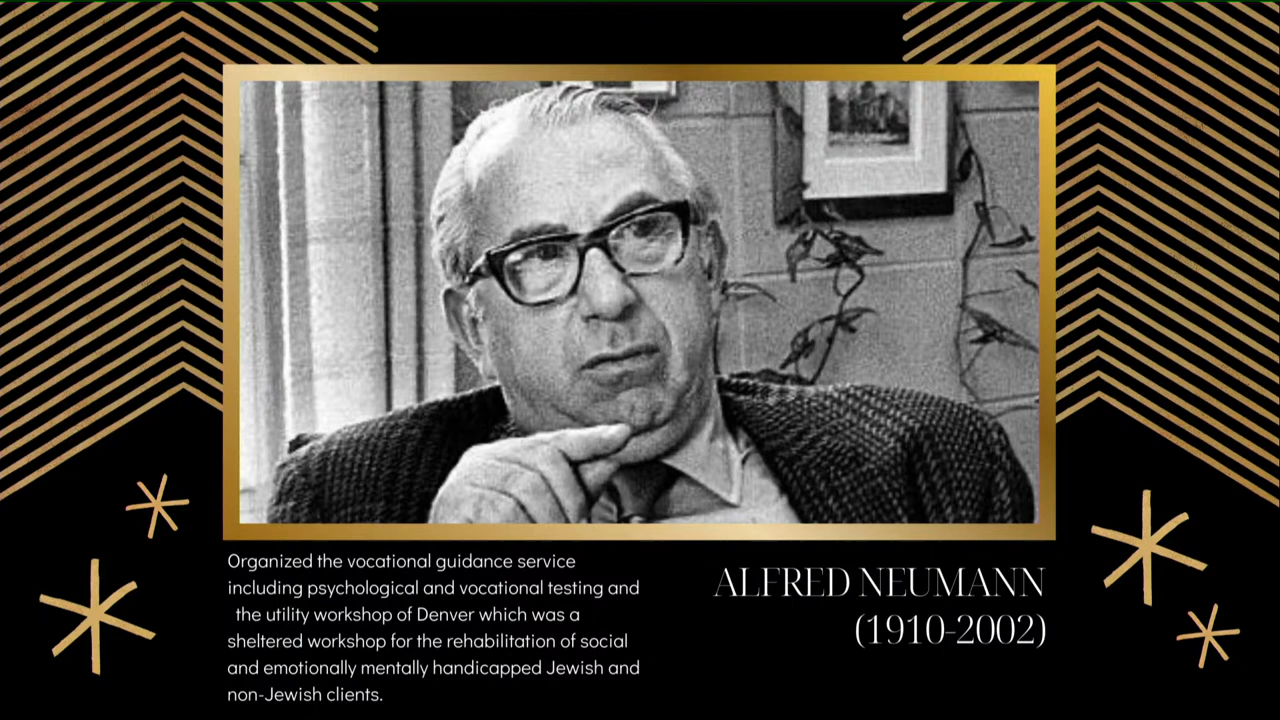 Organized the vocational guidance service
including psychological and vocational testing and
the utility workshop of Denver which was a
sheltered workshop for the rehabilitation of social
and emotionally mentally handicapped Jewish and
non-Jewish clients.
ALFRED NEUMANN
(1910-2002)